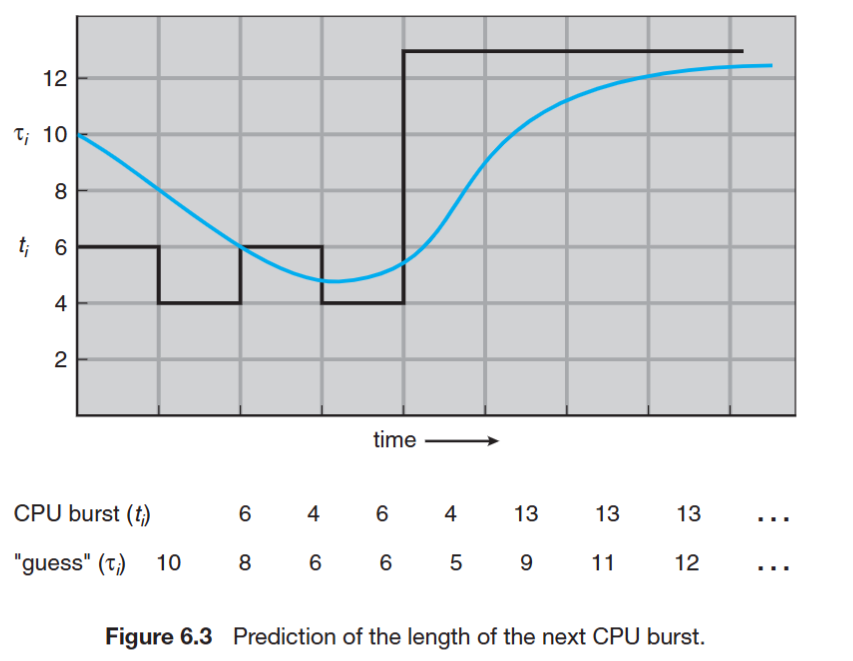 12
τi 10
8
ti 6
4
2
time
CPU burst (ti) 6 4 6 4 13 13 13 ...
"guess" (τi) 10 8 6 6 5 9 11 12 ...
Figure 6.3 Prediction of the length of the next CPU burst.